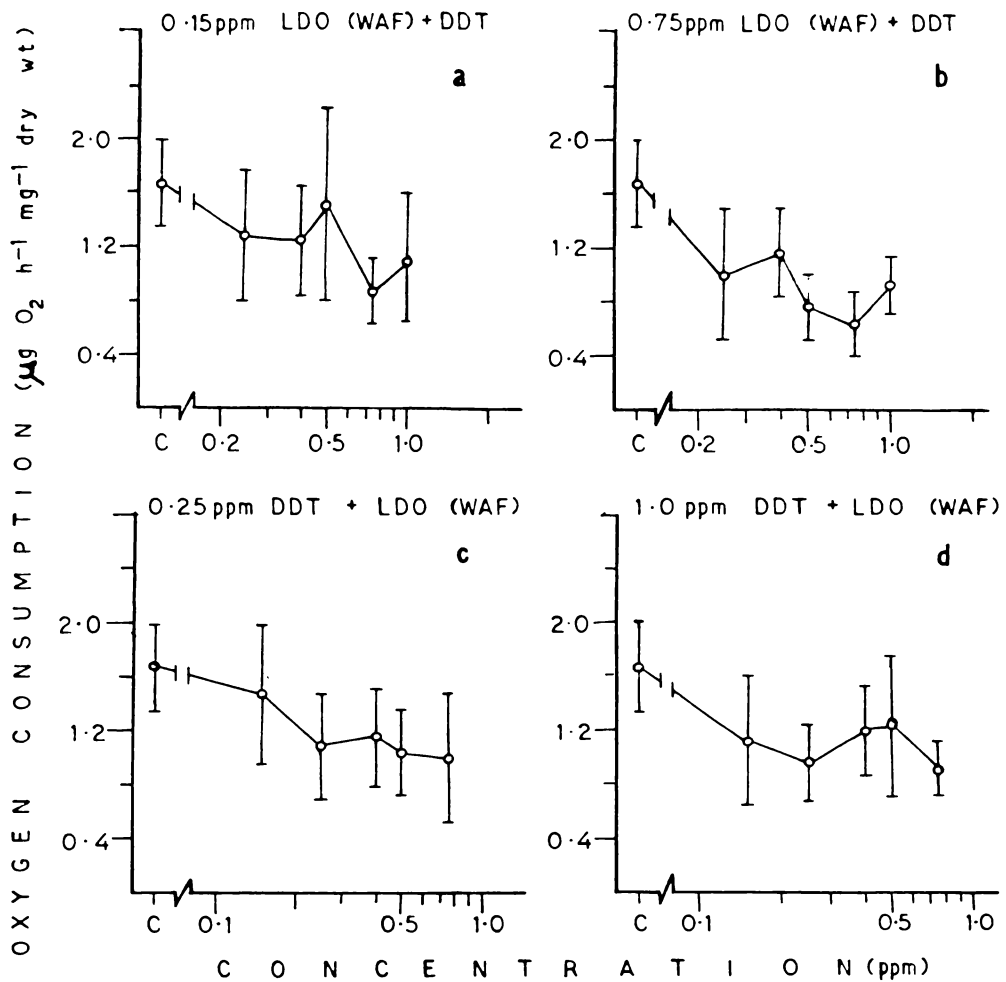 OXYGEN CONSUMPTION (µg O₂ h⁻¹ mg⁻¹ dry wt)
0·15ppm LDO (WAF) + DDT
a
2·0
1·2
0·4
C 0·2 0·5 1·0
0·75ppm LDO (WAF) + DDT
b
2·0
1·2
0·4
C 0·2 0·5 1·0
0·25ppm DDT + LDO (WAF)
c
2·0
1·2
0·4
C 0·1 0·5 1·0
1·0 ppm DDT + LDO (WAF)
d
2·0
1·2
0·4
C 0·1 0·5 1·0
CONCENTRATION (ppm)